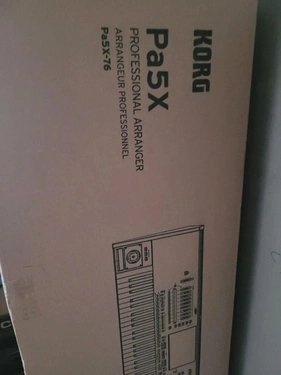 KORG
Pa5X
PROFESSIONAL ARRANGER
ARRANGEUR PROFESSIONNEL
Pa5X-76